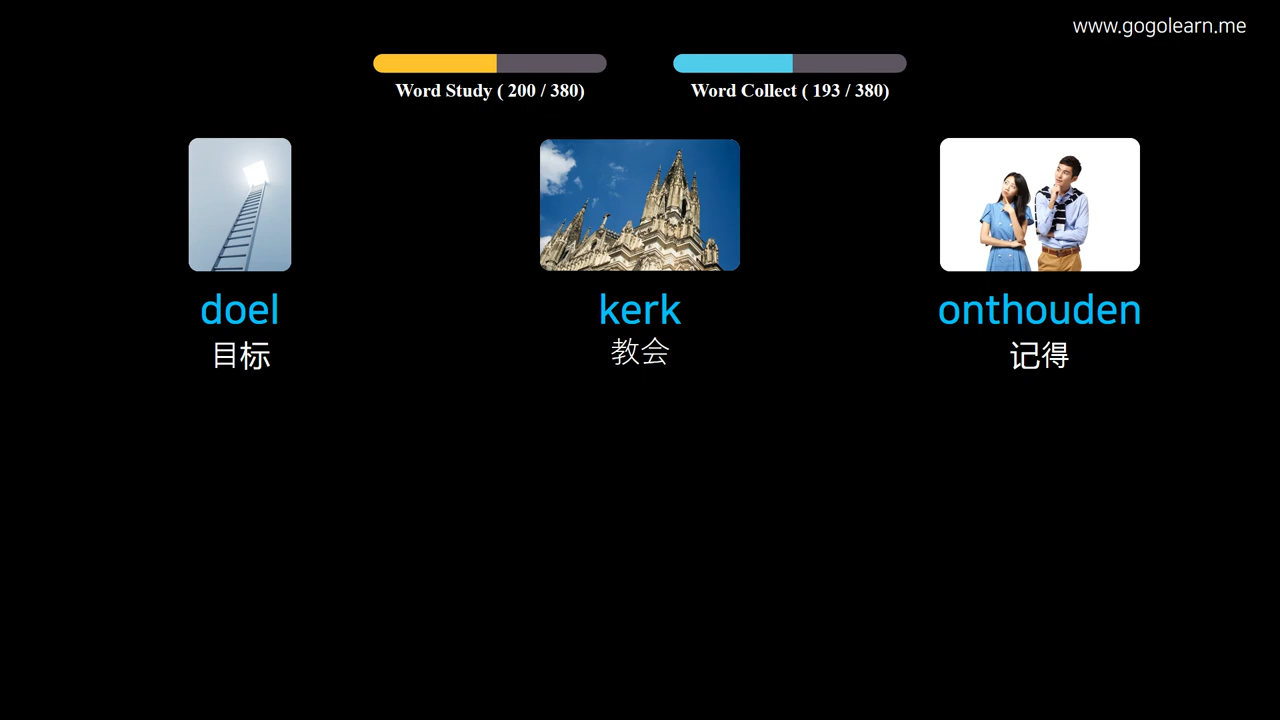 www.gogolearn.me
Word Study ( 200 / 380)
Word Collect ( 193 / 380)
doel
kerk
onthouden
目标
教会
记得